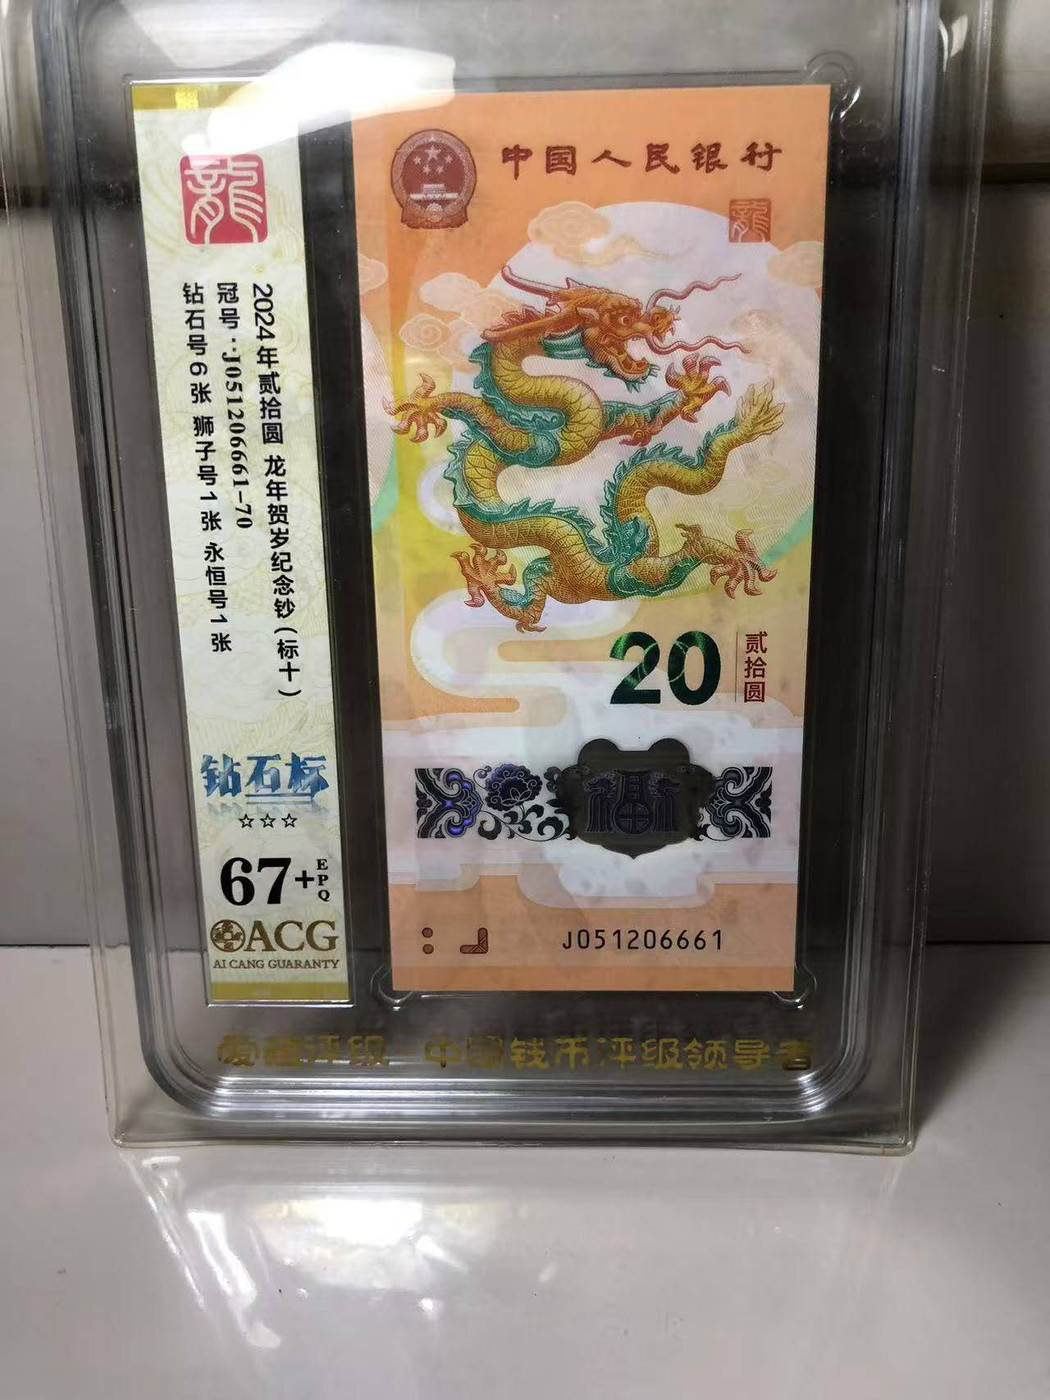 龍
2024年贰拾圆 龙年贺岁纪念钞(标十)
冠号:J051206661-70
钻石号6张 狮子号1张 永恒号1张
钻石标
☆☆☆
67+EPQ
ACG
AI CANG GUARANTY
中国人民银行
龍
20
贰拾圆
福
J051206661
爱藏评级 中国钱币评级领导者